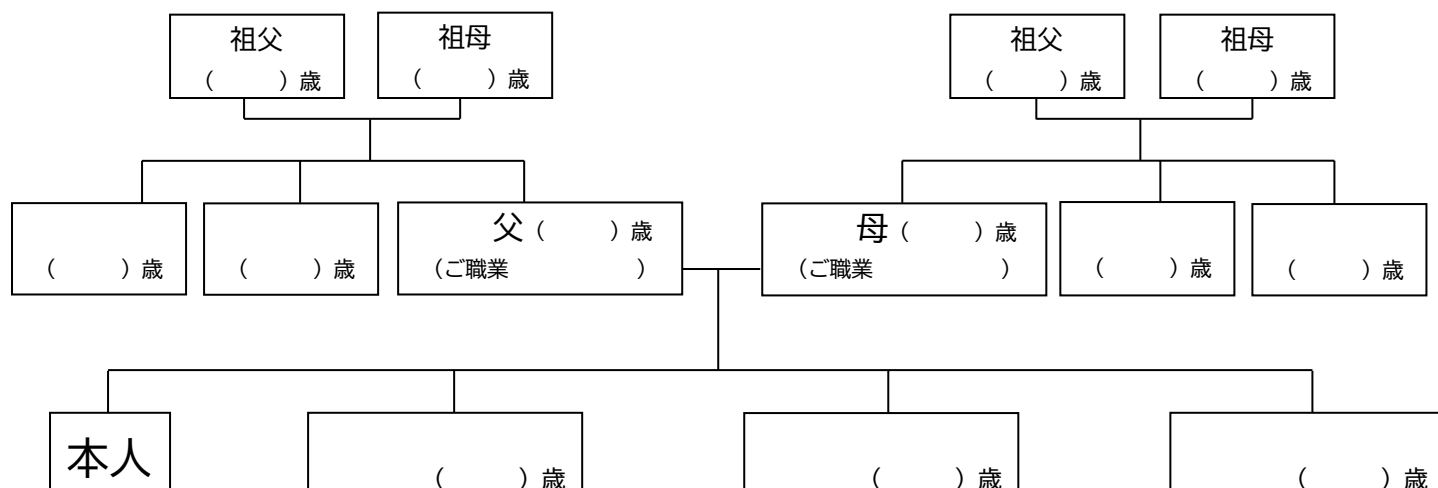 祖父 祖母 祖父 祖母
（　　　）歳 （　　　）歳 （　　　）歳 （　　　）歳
父（　　　）歳 母（　　　）歳
（　　　）歳 （　　　）歳 （ご職業　　　　　　） （ご職業　　　　　　） （　　　）歳 （　　　）歳
本人
（　　　）歳 （　　　）歳 （　　　）歳